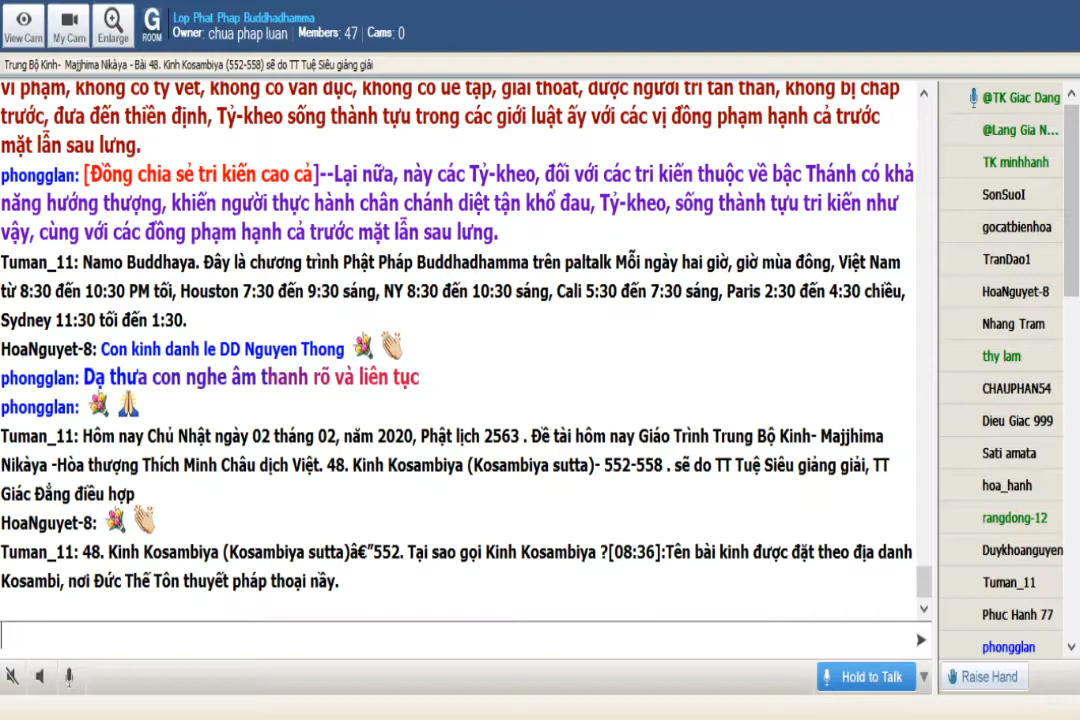 View Cam
My Cam
Enlarge
G
ROOM
Lop Phat Phap Buddhadhamma
Owner: chua phap luan | Members: 47 | Cams: 0
Trung Bộ Kinh- Majjhima Nikàya - Bài 48. Kinh Kosambiya (552-558) sẽ do TT Tuệ Siêu giảng giải
vi phạm, không có tỳ vết, không có vẩn đục, không có uế tạp, giải thoát, được người trí tán thán, không bị chấp
trước, đưa đến thiền định, Tỷ-kheo sống thành tựu trong các giới luật ấy với các vị đồng phạm hạnh cả trước
mặt lẫn sau lưng.
phongglan: [Đồng chia sẻ tri kiến cao cả]--Lại nữa, này các Tỷ-kheo, đối với các tri kiến thuộc về bậc Thánh có khả
năng hướng thượng, khiến người thực hành chân chánh diệt tận khổ đau, Tỷ-kheo, sống thành tựu tri kiến như
vậy, cùng với các đồng phạm hạnh cả trước mặt lẫn sau lưng.
Tuman_11: Namo Buddhaya. Đây là chương trình Phật Pháp Buddhadhamma trên paltalk Mỗi ngày hai giờ, giờ mùa đông, Việt Nam
từ 8:30 đến 10:30 PM tối, Houston 7:30 đến 9:30 sáng, NY 8:30 đến 10:30 sáng, Cali 5:30 đến 7:30 sáng, Paris 2:30 đến 4:30 chiều,
Sydney 11:30 tối đến 1:30.
HoaNguyet-8: Con kinh danh le DD Nguyen Thong
phongglan: Dạ thưa con nghe âm thanh rõ và liên tục
phongglan:
Tuman_11: Hôm nay Chủ Nhật ngày 02 tháng 02, năm 2020, Phật lịch 2563 . Đề tài hôm nay Giáo Trình Trung Bộ Kinh- Majjhima
Nikàya -Hòa thượng Thích Minh Châu dịch Việt. 48. Kinh Kosambiya (Kosambiya sutta)- 552-558 . sẽ do TT Tuệ Siêu giảng giải, TT
Giác Đẳng điều hợp
HoaNguyet-8:
Tuman_11: 48. Kinh Kosambiya (Kosambiya sutta)â€”552. Tại sao gọi Kinh Kosambiya ?[08:36]:Tên bài kinh được đặt theo địa danh
Kosambi, nơi Đức Thế Tôn thuyết pháp thoại nầy.
@TK Giac Dang
@Lang Gia N...
TK minhhanh
SonSuoI
gocatbienhoa
TranDao1
HoaNguyet-8
Nhang Tram
thy lam
CHAUPHAN54
Dieu Giac 999
Sati amata
hoa_hanh
rangdong-12
Duykhoanguyen
Tuman_11
Phuc Hanh 77
phongglan
Hold to Talk
Raise Hand